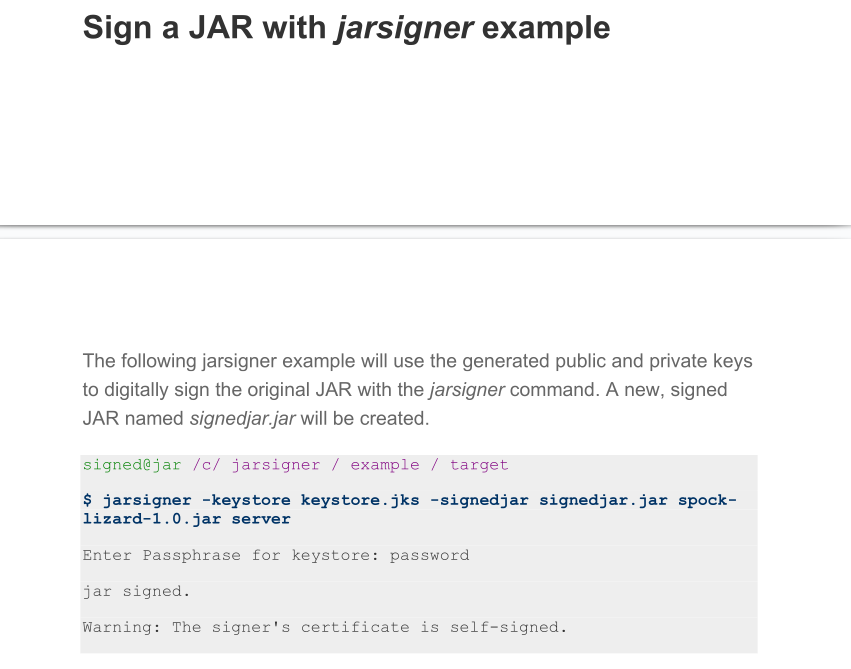 Sign a JAR with jarsigner example
The following jarsigner example will use the generated public and private keys
to digitally sign the original JAR with the jarsigner command. A new, signed
JAR named signedjar.jar will be created.
signed@jar /c/ jarsigner / example / target
$ jarsigner -keystore keystore.jks -signedjar signedjar.jar spock-
lizard-1.0.jar server
Enter Passphrase for keystore: password
jar signed.
Warning: The signer's certificate is self-signed.